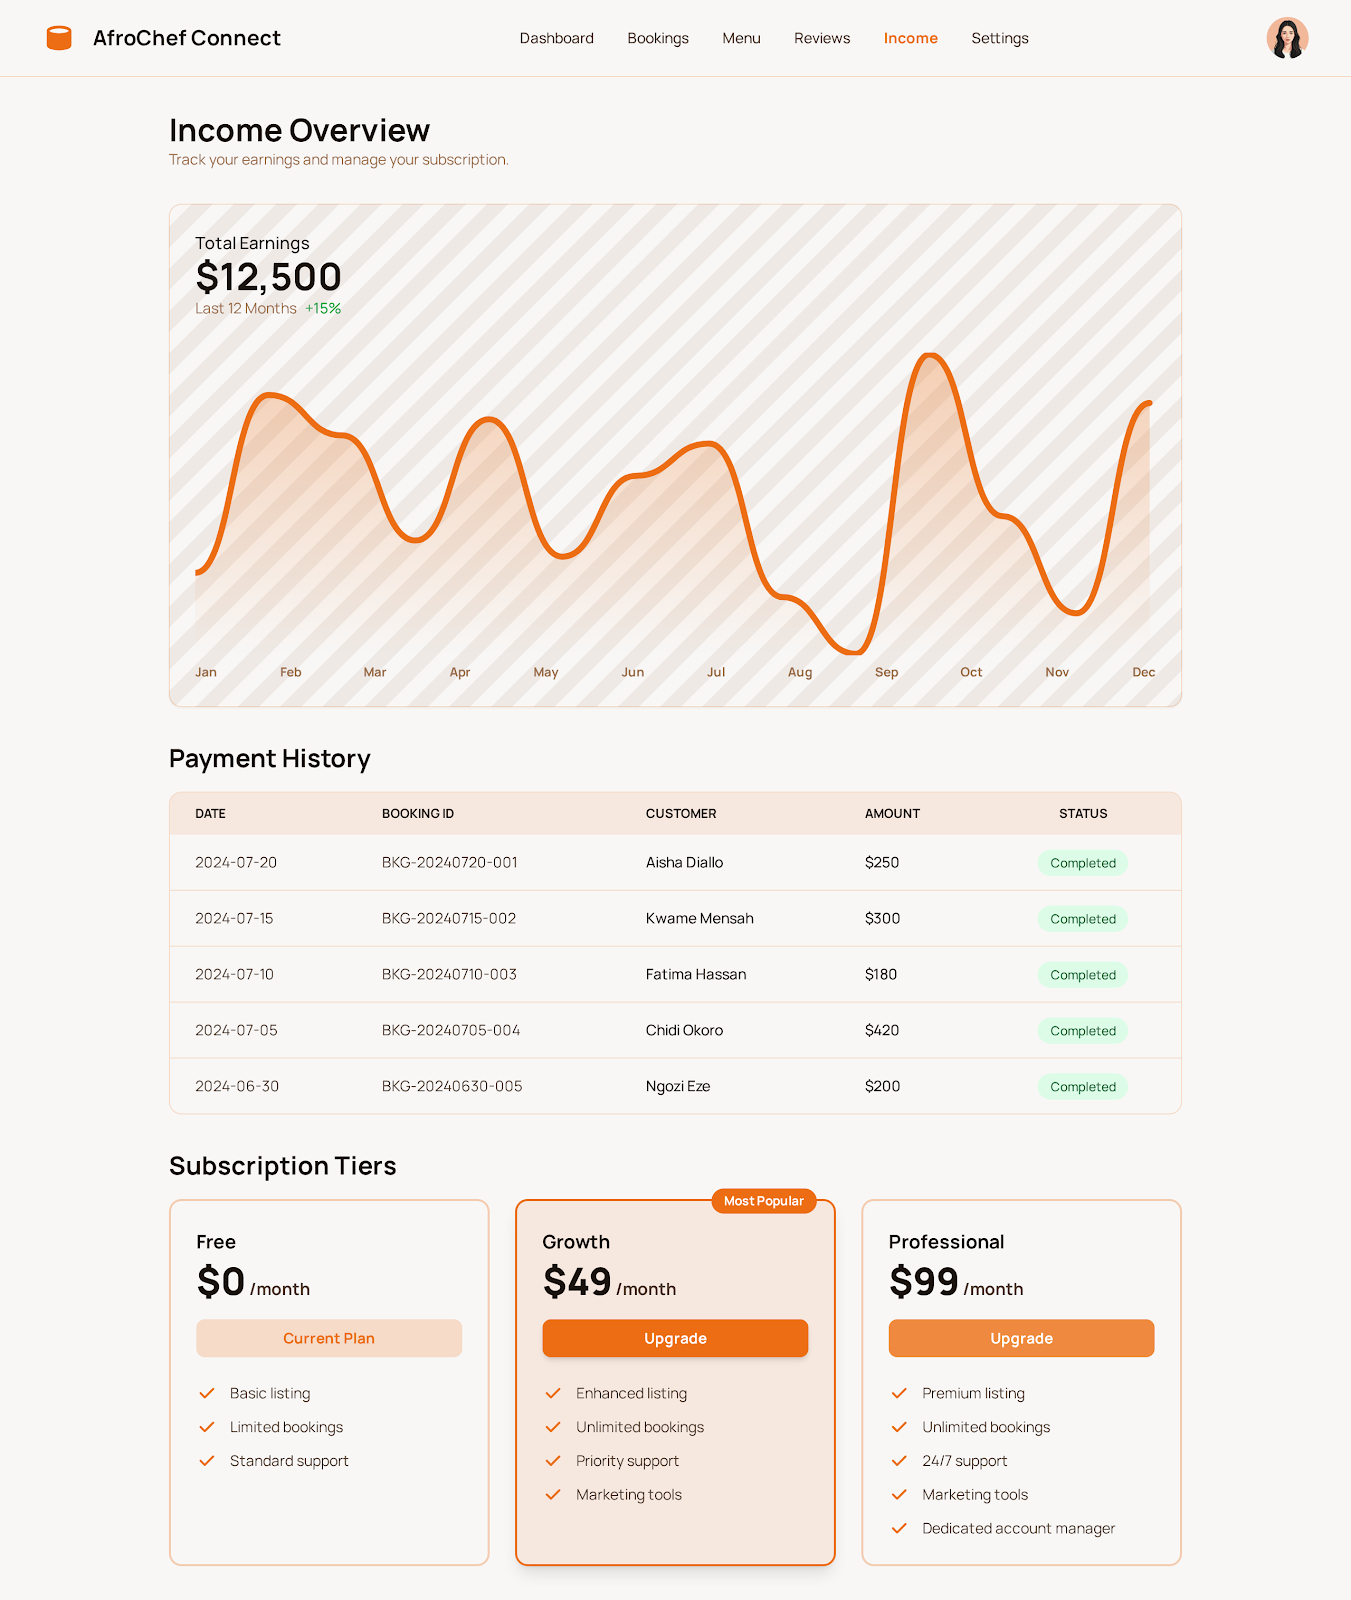 AfroChef Connect
Dashboard Bookings Menu Reviews Income Settings
Income Overview
Track your earnings and manage your subscription.
Total Earnings
$12,500
Last 12 Months +15%
Jan Feb Mar Apr May Jun Jul Aug Sep Oct Nov Dec
Payment History
DATE BOOKING ID CUSTOMER AMOUNT STATUS
2024-07-20 BKG-20240720-001 Aisha Diallo $250 Completed
2024-07-15 BKG-20240715-002 Kwame Mensah $300 Completed
2024-07-10 BKG-20240710-003 Fatima Hassan $180 Completed
2024-07-05 BKG-20240705-004 Chidi Okoro $420 Completed
2024-06-30 BKG-20240630-005 Ngozi Eze $200 Completed
Subscription Tiers
Free
$0 /month
Current Plan
Basic listing
Limited bookings
Standard support
Most Popular
Growth
$49 /month
Upgrade
Enhanced listing
Unlimited bookings
Priority support
Marketing tools
Professional
$99 /month
Upgrade
Premium listing
Unlimited bookings
24/7 support
Marketing tools
Dedicated account manager